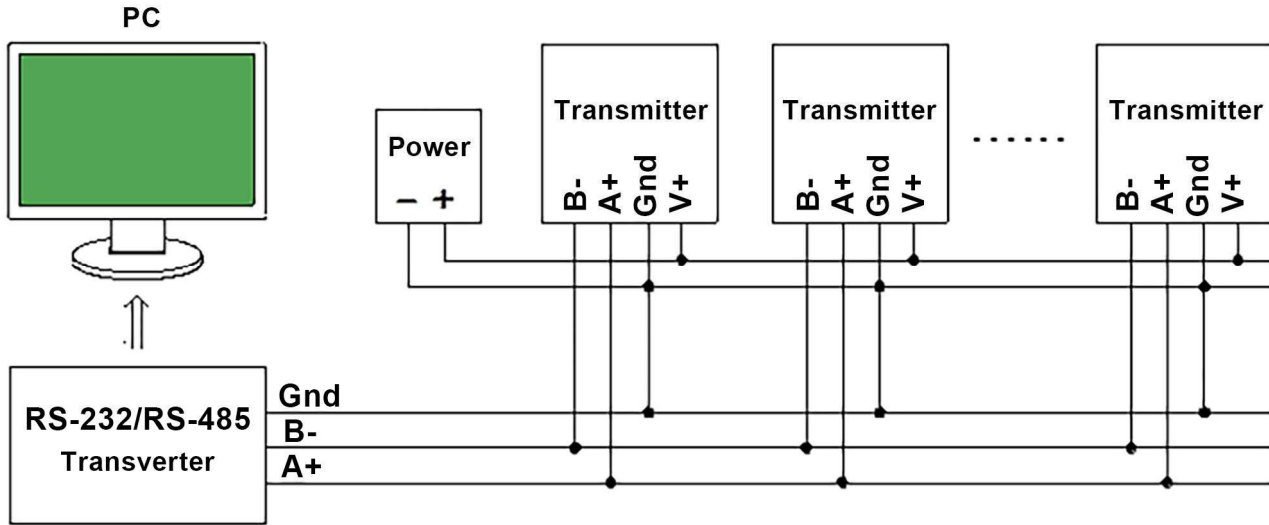 PC
Power
- +
Transmitter
B- A+ Gnd V+
Transmitter
B- A+ Gnd V+
......
Transmitter
B- A+ Gnd V+
RS-232/RS-485
Transverter
Gnd
B-
A+